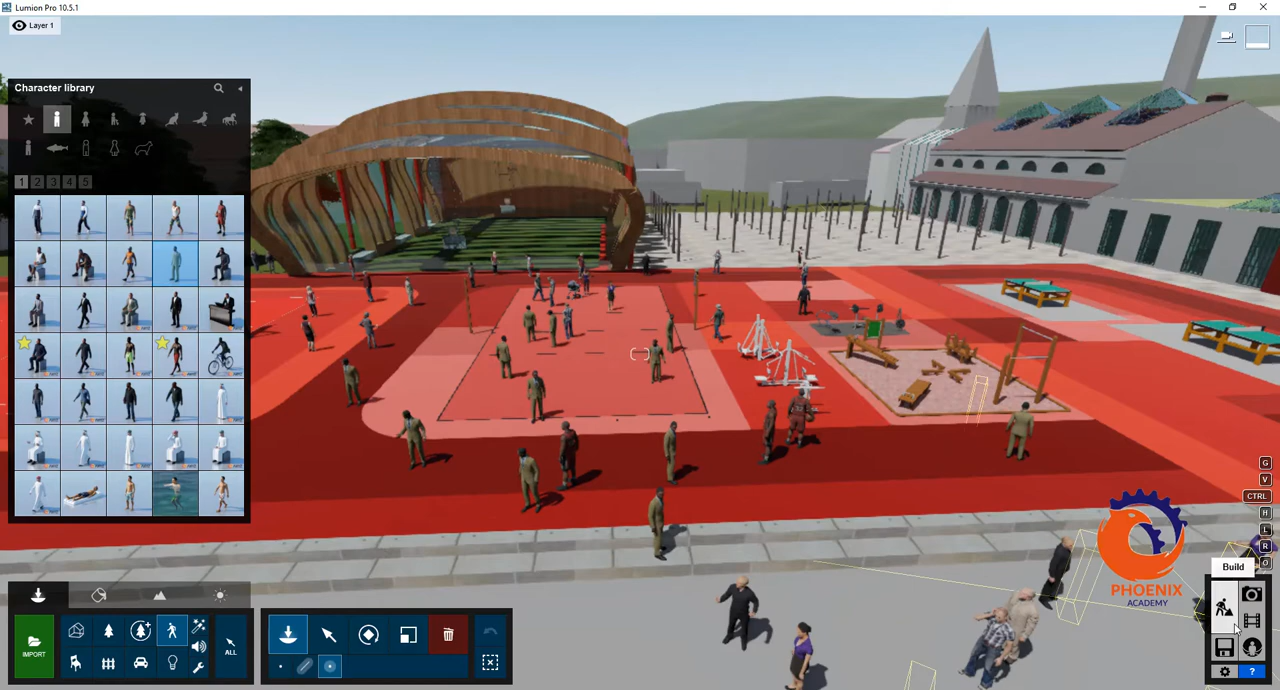 Lumion Pro 10.5.1
Layer 1
Character library
1 2 3 4 5
G
V
CTRL
H
L
R
O
PHOENIX
ACADEMY
Build
IMPORT
ALL
?